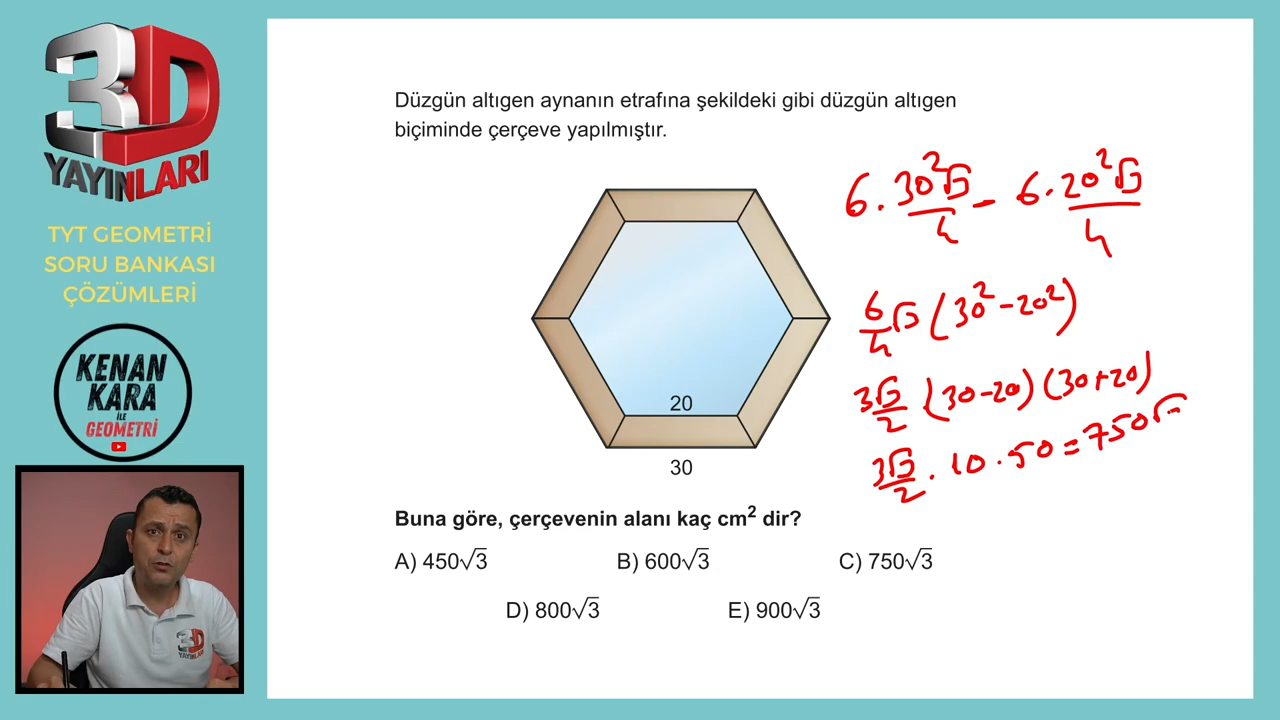 3D
YAYINLARI
TYT GEOMETRİ
SORU BANKASI
ÇÖZÜMLERİ
KENAN
KARA
İLE
GEOMETRİ
3D
YAYINLARI
Düzgün altıgen aynanın etrafına şekildeki gibi düzgün altıgen
biçiminde çerçeve yapılmıştır.
20
30
6 . 30²√3/4 - 6 . 20²√3/4
6/4 √3 (30² - 20²)
3√3/2 (30-20) (30+20)
3√3/2 . 10 . 50 = 750√3
Buna göre, çerçevenin alanı kaç cm² dir?
A) 450√3 B) 600√3 C) 750√3
D) 800√3 E) 900√3